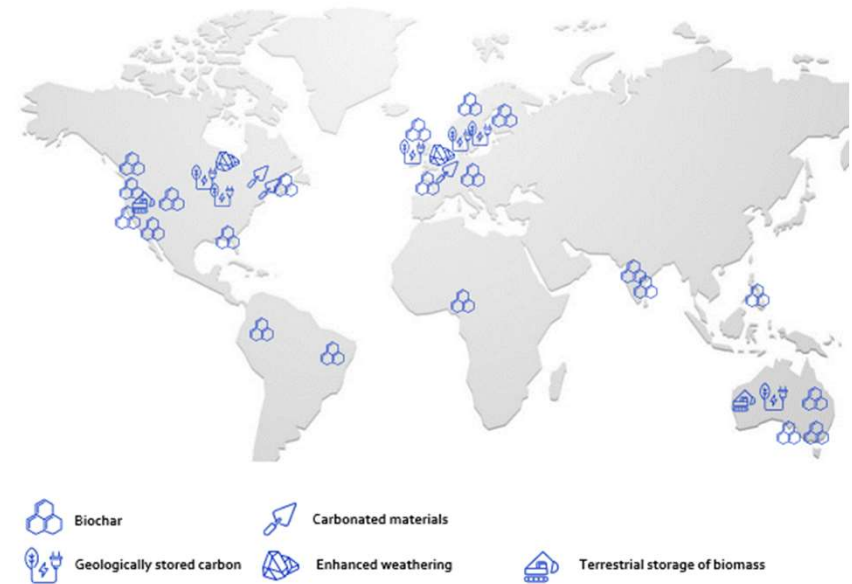 Biochar
Carbonated materials
Geologically stored carbon
Enhanced weathering
Terrestrial storage of biomass